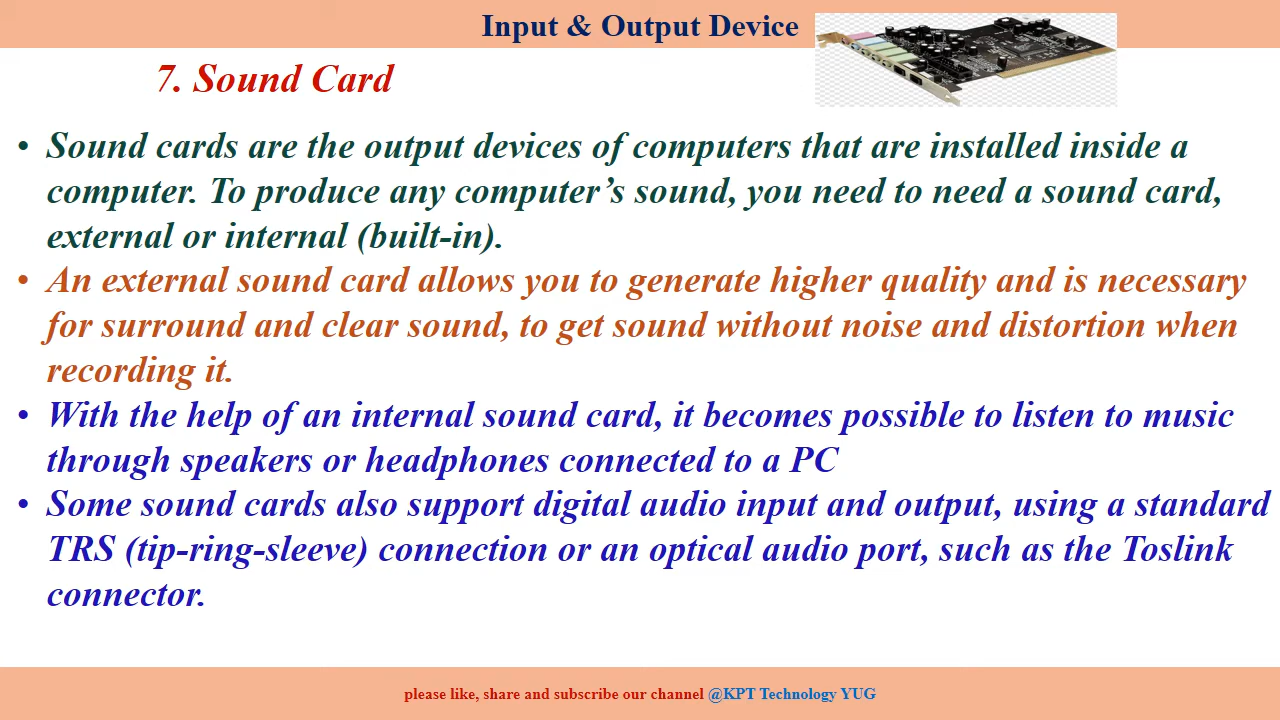 Input & Output Device
7. Sound Card
• Sound cards are the output devices of computers that are installed inside a
computer. To produce any computer’s sound, you need to need a sound card,
external or internal (built-in).
• An external sound card allows you to generate higher quality and is necessary
for surround and clear sound, to get sound without noise and distortion when
recording it.
• With the help of an internal sound card, it becomes possible to listen to music
through speakers or headphones connected to a PC
• Some sound cards also support digital audio input and output, using a standard
TRS (tip-ring-sleeve) connection or an optical audio port, such as the Toslink
connector.
please like, share and subscribe our channel @KPT Technology YUG